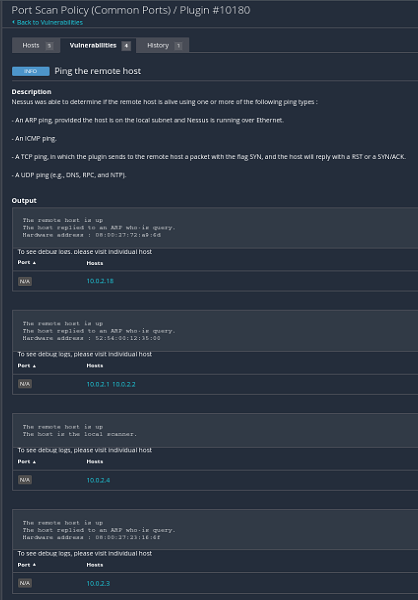 Port Scan Policy (Common Ports) / Plugin #10180
‹ Back to Vulnerabilities
Hosts 5 Vulnerabilities 4 History 1
INFO Ping the remote host
Description
Nessus was able to determine if the remote host is alive using one or more of the following ping types :
- An ARP ping, provided the host is on the local subnet and Nessus is running over Ethernet.
- An ICMP ping.
- A TCP ping, in which the plugin sends to the remote host a packet with the flag SYN, and the host will reply with a RST or a SYN/ACK.
- A UDP ping (e.g., DNS, RPC, and NTP).
Output
The remote host is up
The host replied to an ARP who-is query.
Hardware address : 08:00:27:72:a9:6d
To see debug logs, please visit individual host
Port ▲ Hosts
N/A 10.0.2.18
The remote host is up
The host replied to an ARP who-is query.
Hardware address : 52:54:00:12:35:00
To see debug logs, please visit individual host
Port ▲ Hosts
N/A 10.0.2.1 10.0.2.2
The remote host is up
The host is the local scanner.
To see debug logs, please visit individual host
Port ▲ Hosts
N/A 10.0.2.4
The remote host is up
The host replied to an ARP who-is query.
Hardware address : 08:00:27:23:16:6f
To see debug logs, please visit individual host
Port ▲ Hosts
N/A 10.0.2.3